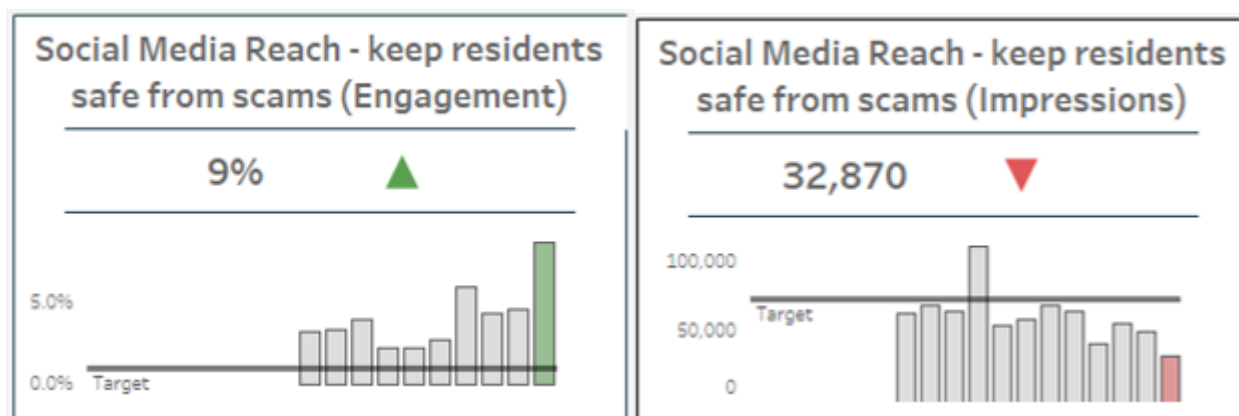 Social Media Reach - keep residents
safe from scams (Engagement)
9%
5.0%
0.0%
Target
Social Media Reach - keep residents
safe from scams (Impressions)
32,870
100,000
Target
50,000
0